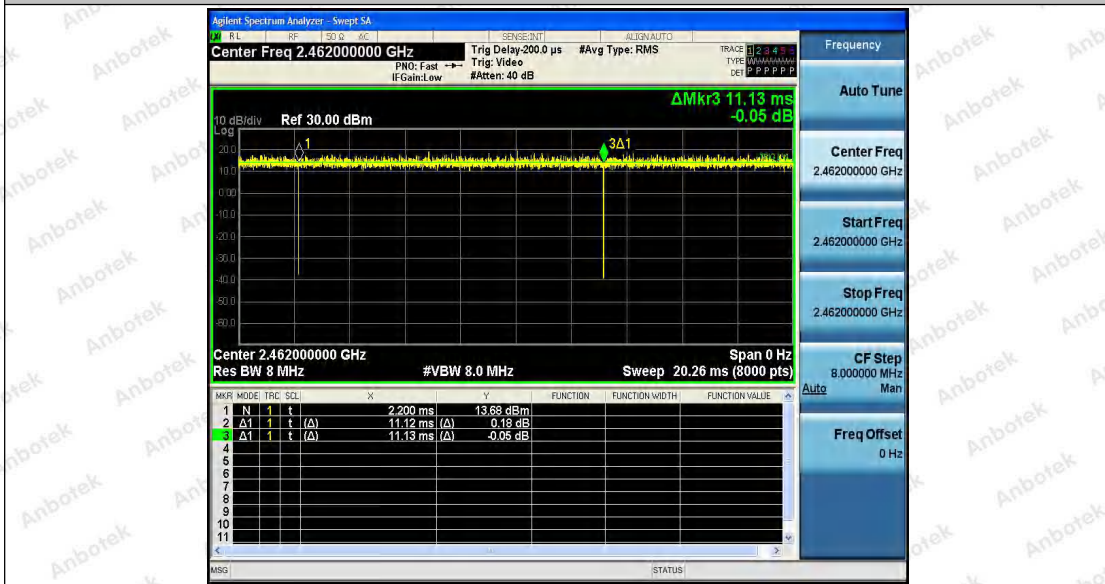 Agilent Spectrum Analyzer - Swept SA
RL RF 50 Ω AC SENSE:INT ALIGNAUTO
Center Freq 2.462000000 GHz
PNO: Fast
IFGain:Low
Trig Delay-200.0 µs
Trig: Video
#Atten: 40 dB
#Avg Type: RMS
TRACE 1 2 3 4 5 6
TYPE
DET P P P P P P
ΔMkr3 11.13 ms
-0.05 dB
10 dB/div Ref 30.00 dBm
Log
20.0
10.0
0.00
-10.0
-20.0
-30.0
-40.0
-50.0
-60.0
1
3Δ1
Center 2.462000000 GHz Span 0 Hz
Res BW 8 MHz #VBW 8.0 MHz Sweep 20.26 ms (8000 pts)
MKR MODE TRC SCL X Y FUNCTION FUNCTION WIDTH FUNCTION VALUE
1 N 1 t 2.200 ms 13.68 dBm
2 Δ1 1 t (Δ) 11.12 ms (Δ) 0.18 dB
3 Δ1 1 t (Δ) 11.13 ms (Δ) -0.05 dB
4
5
6
7
8
9
10
11
MSG STATUS
Frequency
Auto Tune
Center Freq
2.462000000 GHz
Start Freq
2.462000000 GHz
Stop Freq
2.462000000 GHz
CF Step
8.000000 MHz
Auto Man
Freq Offset
0 Hz
Anbotek